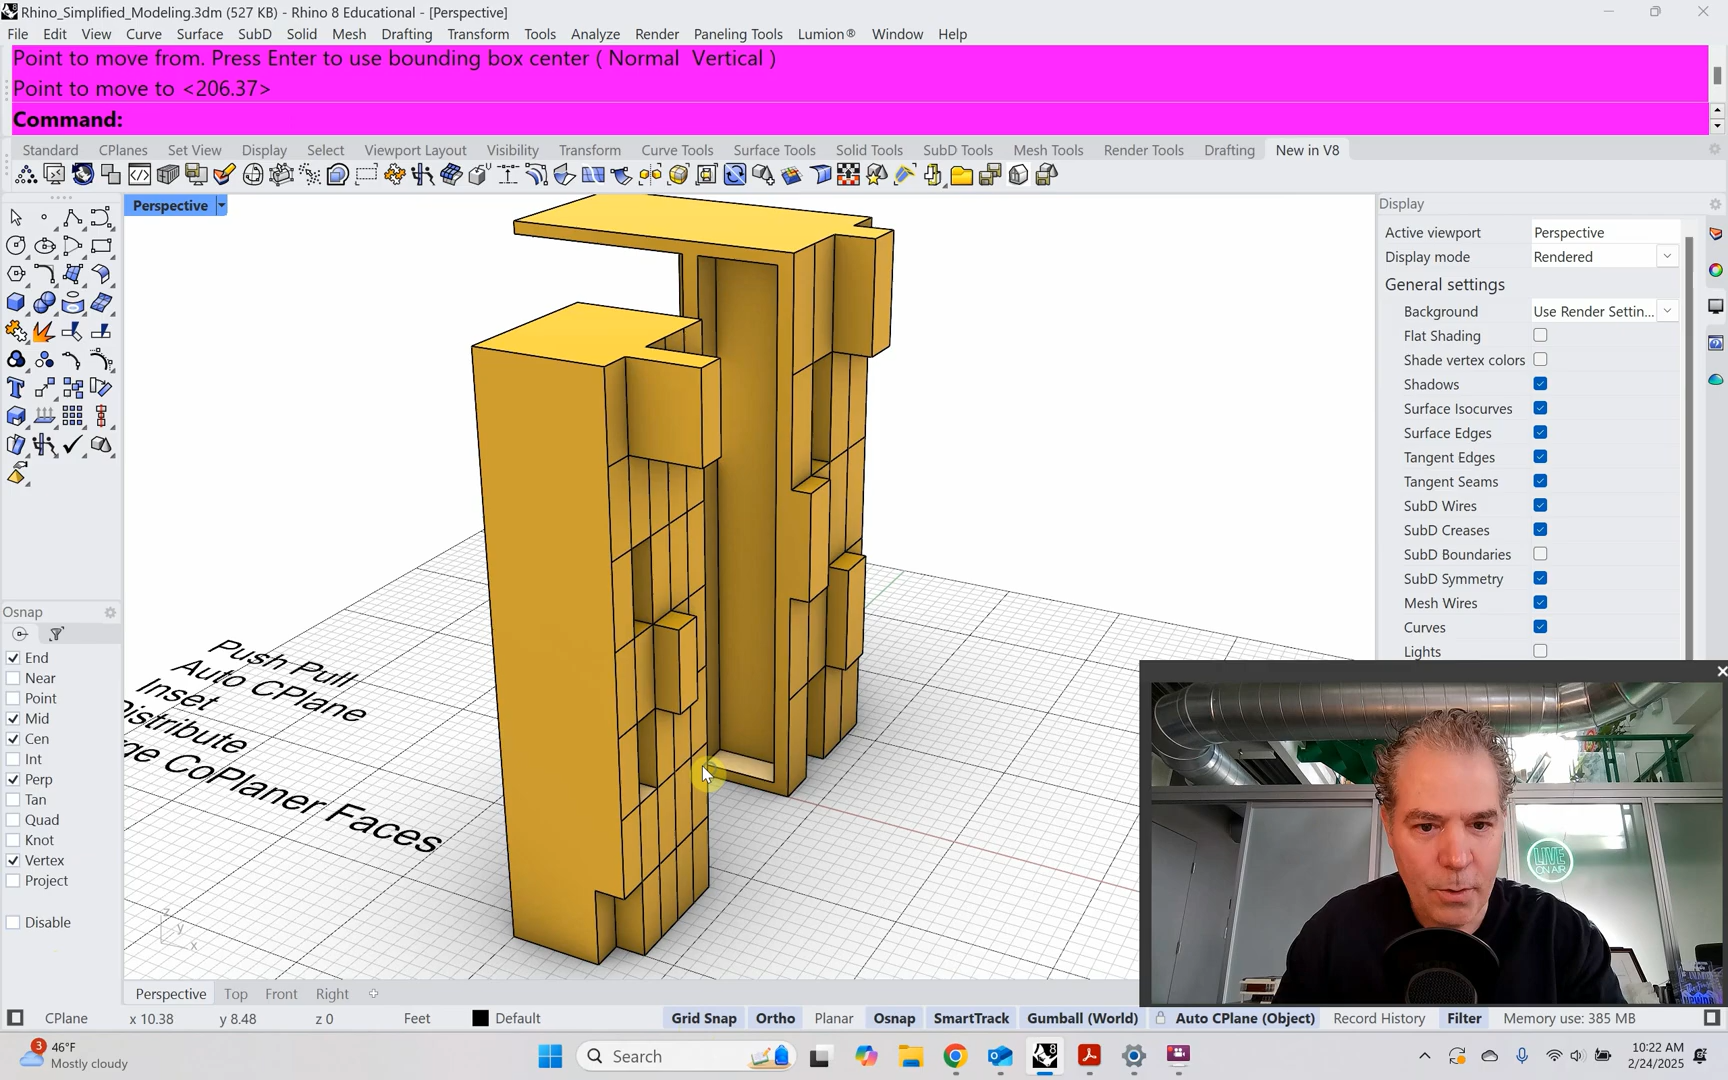 Rhino_Simplified_Modeling.3dm (527 KB) - Rhino 8 Educational - [Perspective]
File Edit View Curve Surface SubD Solid Mesh Drafting Transform Tools Analyze Render Paneling Tools Lumion® Window Help
Point to move from. Press Enter to use bounding box center ( Normal Vertical )
Point to move to <206.37>
Command:
Standard CPlanes Set View Display Select Viewport Layout Visibility Transform Curve Tools Surface Tools Solid Tools SubD Tools Mesh Tools Render Tools Drafting New in V8
Perspective
Display
Active viewport Perspective
Display mode Rendered
General settings
Background Use Render Settin...
Flat Shading
Shade vertex colors
Shadows
Surface Isocurves
Surface Edges
Tangent Edges
Tangent Seams
SubD Wires
SubD Creases
SubD Boundaries
SubD Symmetry
Mesh Wires
Curves
Lights
Osnap
End
Near
Point
Mid
Cen
Int
Perp
Tan
Quad
Knot
Vertex
Project
Disable
Push Pull
Auto CPlane
Inset
Distribute
ge CoPlaner Faces
z
y
x
LIVE
ON AIR
Perspective Top Front Right
CPlane x 10.38 y 8.48 z 0 Feet Default Grid Snap Ortho Planar Osnap SmartTrack Gumball (World) Auto CPlane (Object) Record History Filter Memory use: 385 MB
3
46°F
Mostly cloudy
Search
10:22 AM
2/24/2025